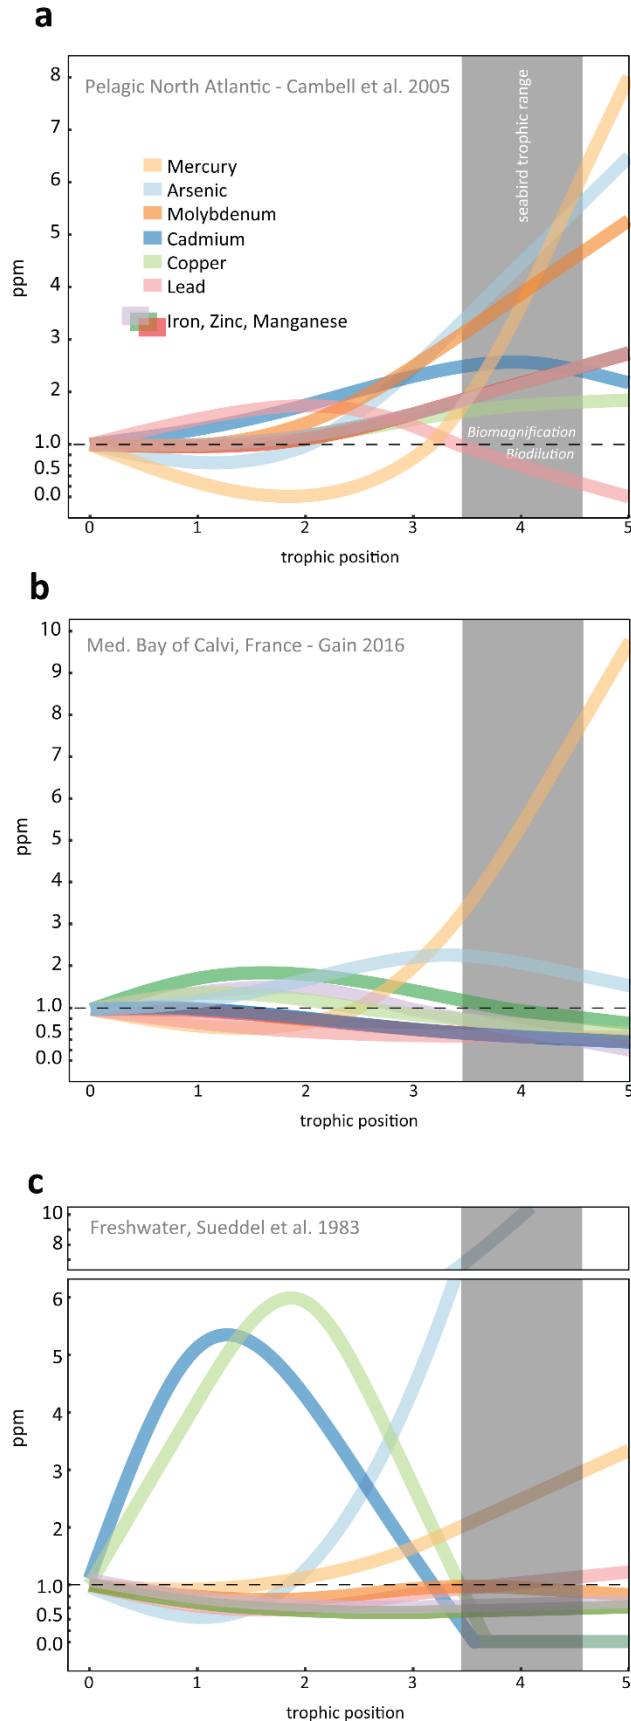 a
Pelagic North Atlantic - Cambell et al. 2005
seabird trophic range
8
7
6
5
4
3
2
1.0
0.5
0.0
ppm
Mercury
Arsenic
Molybdenum
Cadmium
Copper
Lead
Iron, Zinc, Manganese
Biomagnification
Biodilution
0 1 2 3 4 5
trophic position
b
Med. Bay of Calvi, France - Gain 2016
10
9
8
7
6
5
4
3
2
1.0
0.5
0.0
ppm
0 1 2 3 4 5
trophic position
c
Freshwater, Sueddel et al. 1983
10
8
6
5
4
3
2
1.0
0.5
0.0
ppm
0 1 2 3 4 5
trophic position